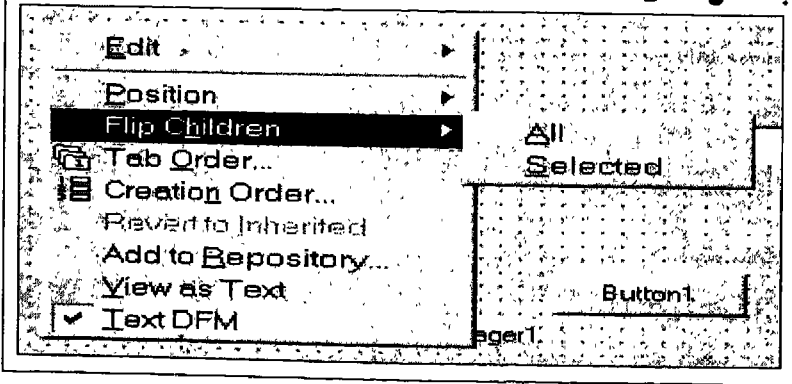 Edit
Position
Flip Children
All
Selected
Tab Order...
Creation Order...
Revert to Inherited
Add to Repository...
View as Text
Text DFM
Button1
ager1